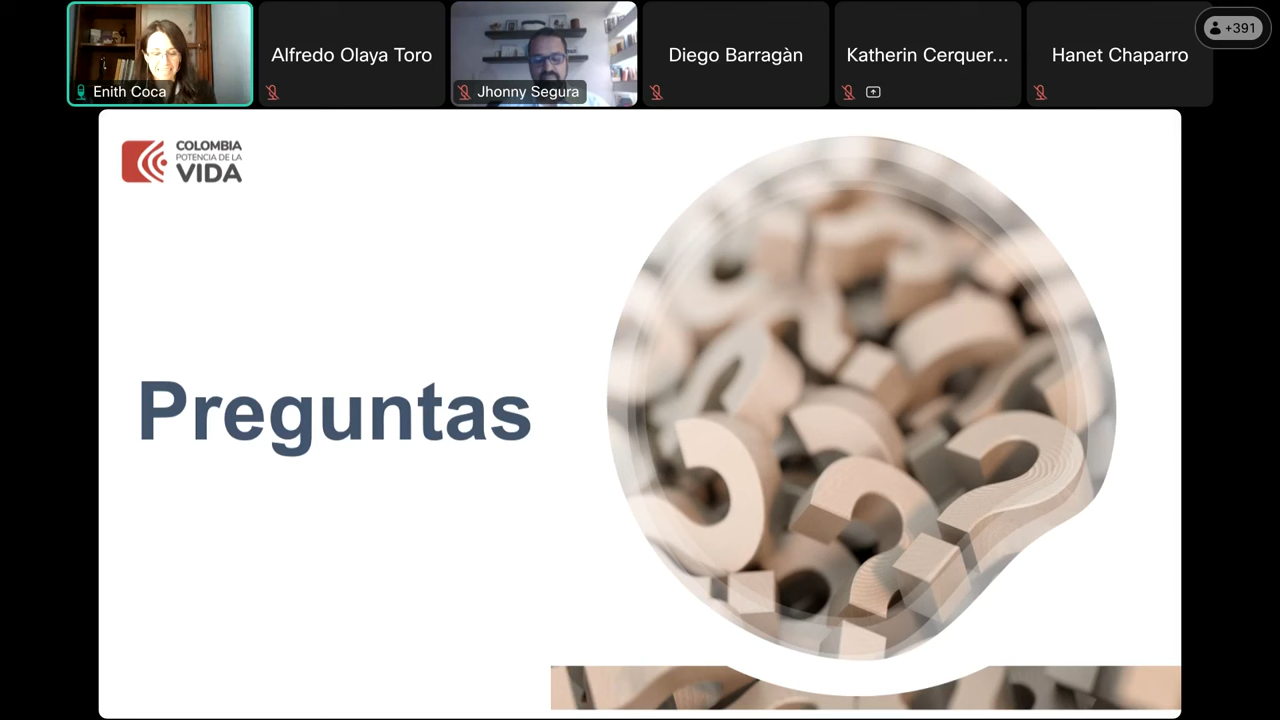 Enith Coca
Alfredo Olaya Toro
Jhonny Segura
Diego Barragàn
Katherin Cerquer...
Hanet Chaparro
+391
COLOMBIA
POTENCIA DE LA
VIDA
Preguntas